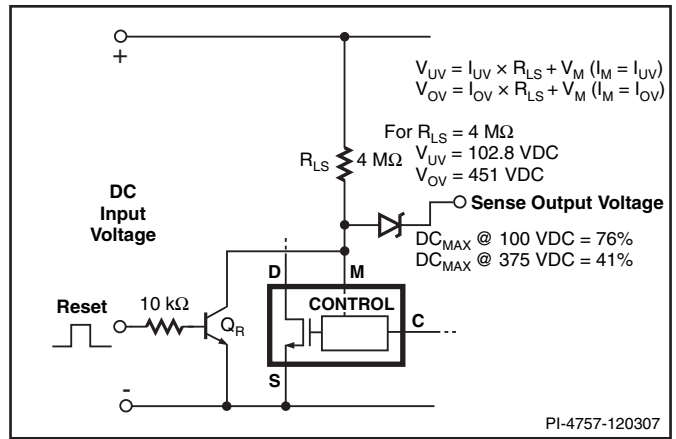 +
V_UV = I_UV × R_LS + V_M (I_M = I_UV)
V_OV = I_OV × R_LS + V_M (I_M = I_OV)
For R_LS = 4 MΩ
V_UV = 102.8 VDC
V_OV = 451 VDC
R_LS
4 MΩ
DC
Input
Voltage
Sense Output Voltage
DC_MAX @ 100 VDC = 76%
DC_MAX @ 375 VDC = 41%
D
M
CONTROL
C
Reset
10 kΩ
Q_R
S
-
PI-4757-120307